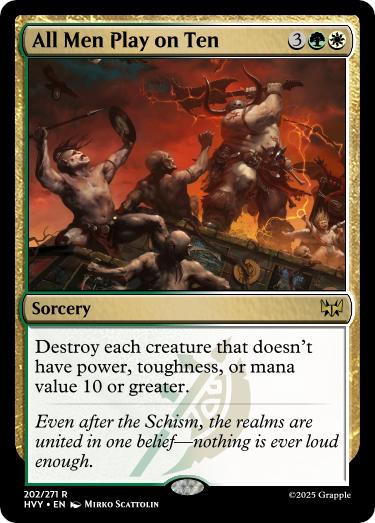 All Men Play on Ten 3
Sorcery
Destroy each creature that doesn't
have power, toughness, or mana
value 10 or greater.
Even after the Schism, the realms are
united in one belief—nothing is ever loud
enough.
202/271 R
HVY • EN Mirko Scattolin
©2025 Grapple